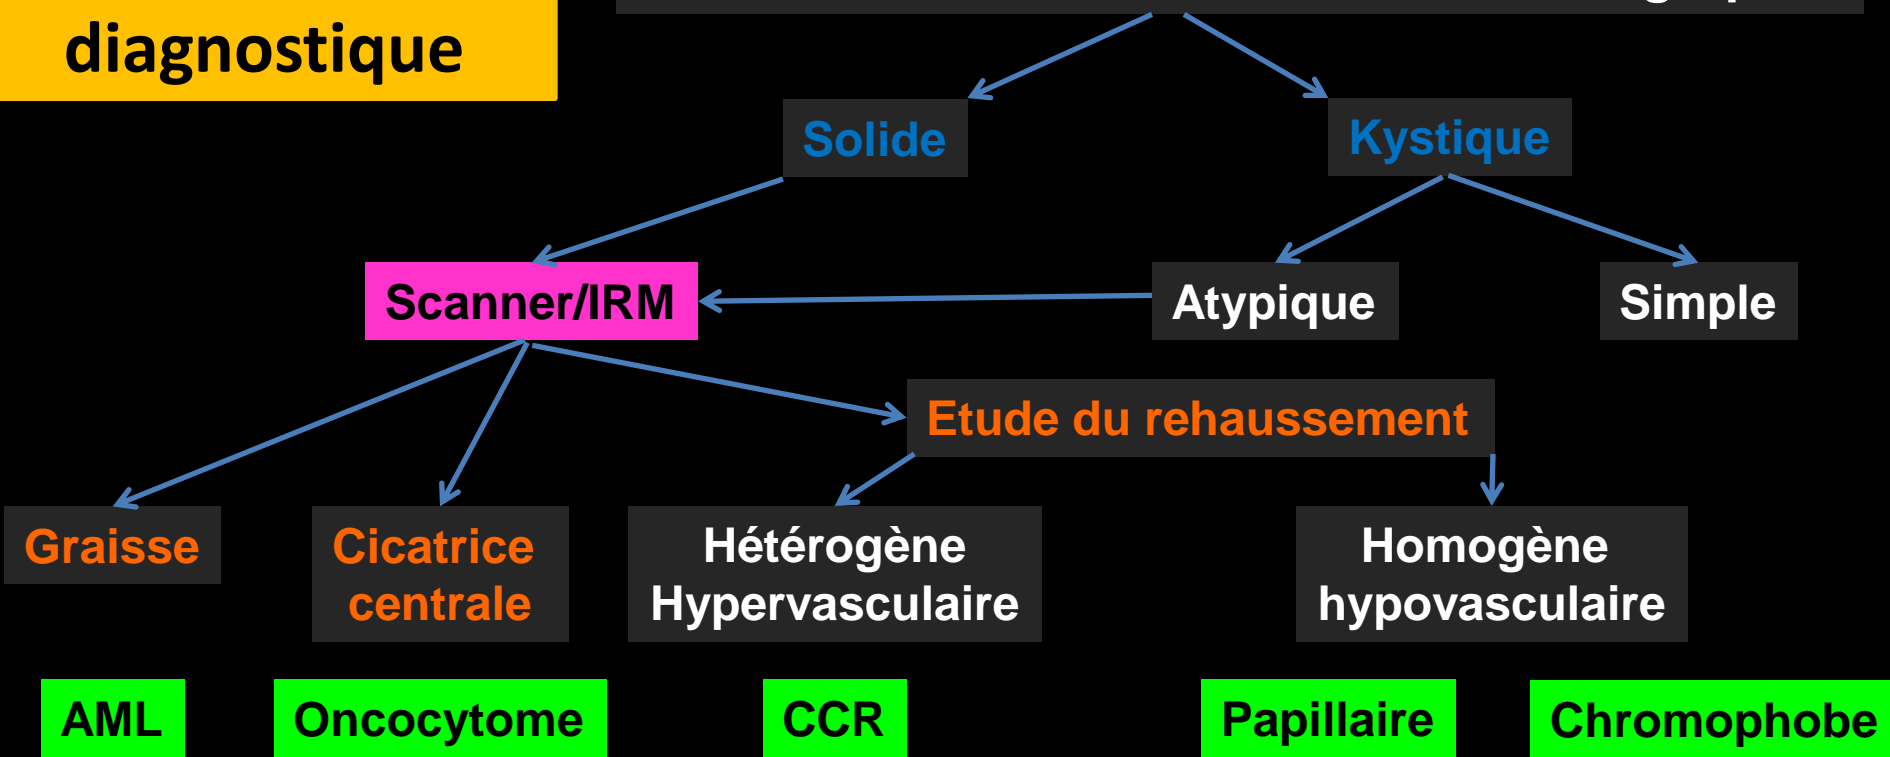 diagnostique
Solide
Kystique
Scanner/IRM
Atypique
Simple
Etude du rehaussement
Graisse
Cicatrice
centrale
Hétérogène
Hypervasculaire
Homogène
hypovasculaire
AML
Oncocytome
CCR
Papillaire
Chromophobe